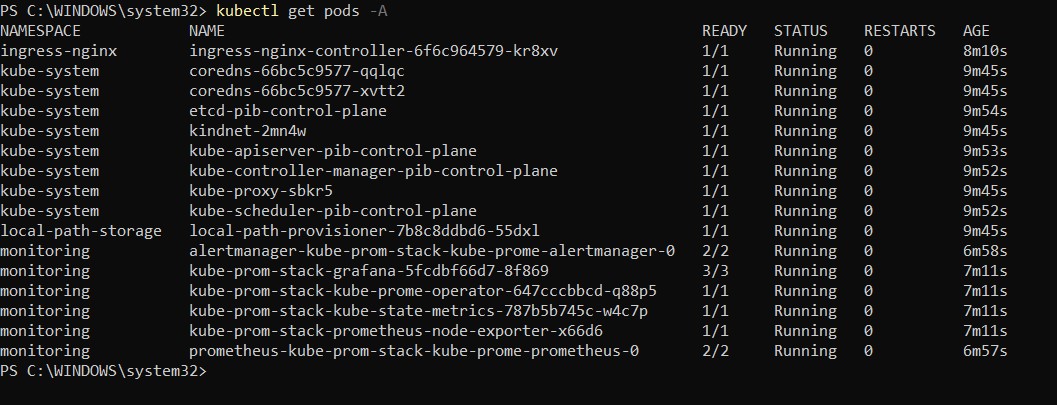 PS C:\WINDOWS\system32> kubectl get pods -A
NAMESPACE NAME READY STATUS RESTARTS AGE
ingress-nginx ingress-nginx-controller-6f6c964579-kr8xv 1/1 Running 0 8m10s
kube-system coredns-66bc5c9577-qqlqc 1/1 Running 0 9m45s
kube-system coredns-66bc5c9577-xvtt2 1/1 Running 0 9m45s
kube-system etcd-pib-control-plane 1/1 Running 0 9m54s
kube-system kindnet-2mn4w 1/1 Running 0 9m45s
kube-system kube-apiserver-pib-control-plane 1/1 Running 0 9m53s
kube-system kube-controller-manager-pib-control-plane 1/1 Running 0 9m52s
kube-system kube-proxy-sbkr5 1/1 Running 0 9m45s
kube-system kube-scheduler-pib-control-plane 1/1 Running 0 9m52s
local-path-storage local-path-provisioner-7b8c8ddbd6-55dxl 1/1 Running 0 9m45s
monitoring alertmanager-kube-prom-stack-kube-prome-alertmanager-0 2/2 Running 0 6m58s
monitoring kube-prom-stack-grafana-5fcdbf66d7-8f869 3/3 Running 0 7m11s
monitoring kube-prom-stack-kube-prome-operator-647cccbbcd-q88p5 1/1 Running 0 7m11s
monitoring kube-prom-stack-kube-state-metrics-787b5b745c-w4c7p 1/1 Running 0 7m11s
monitoring kube-prom-stack-prometheus-node-exporter-x66d6 1/1 Running 0 7m11s
monitoring prometheus-kube-prom-stack-kube-prome-prometheus-0 2/2 Running 0 6m57s
PS C:\WINDOWS\system32>